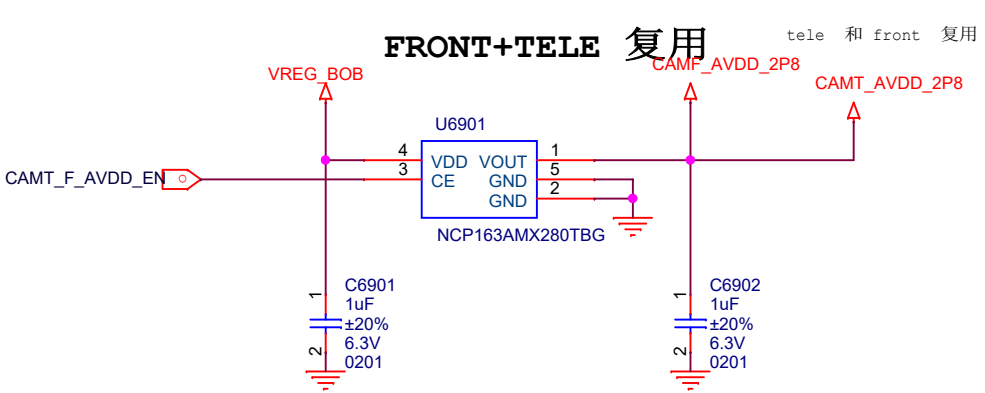 FRONT+TELE 复用
tele 和 front 复用
VREG_BOB
CAMF_AVDD_2P8
CAMT_AVDD_2P8
U6901
4 VDD VOUT 1
CAMT_F_AVDD_EN 3 CE GND 5
GND 2
NCP163AMX280TBG
1 C6901
1uF
±20%
6.3V
2 0201
1 C6902
1uF
±20%
6.3V
2 0201